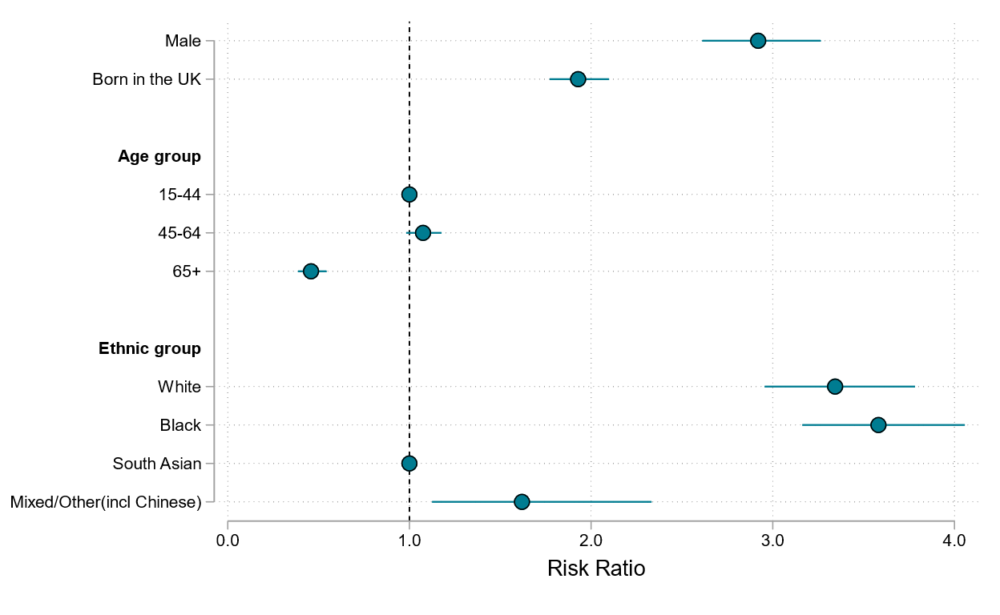 Male
Born in the UK
Age group
15-44
45-64
65+
Ethnic group
White
Black
South Asian
Mixed/Other(incl Chinese)
0.0 1.0 2.0 3.0 4.0
Risk Ratio